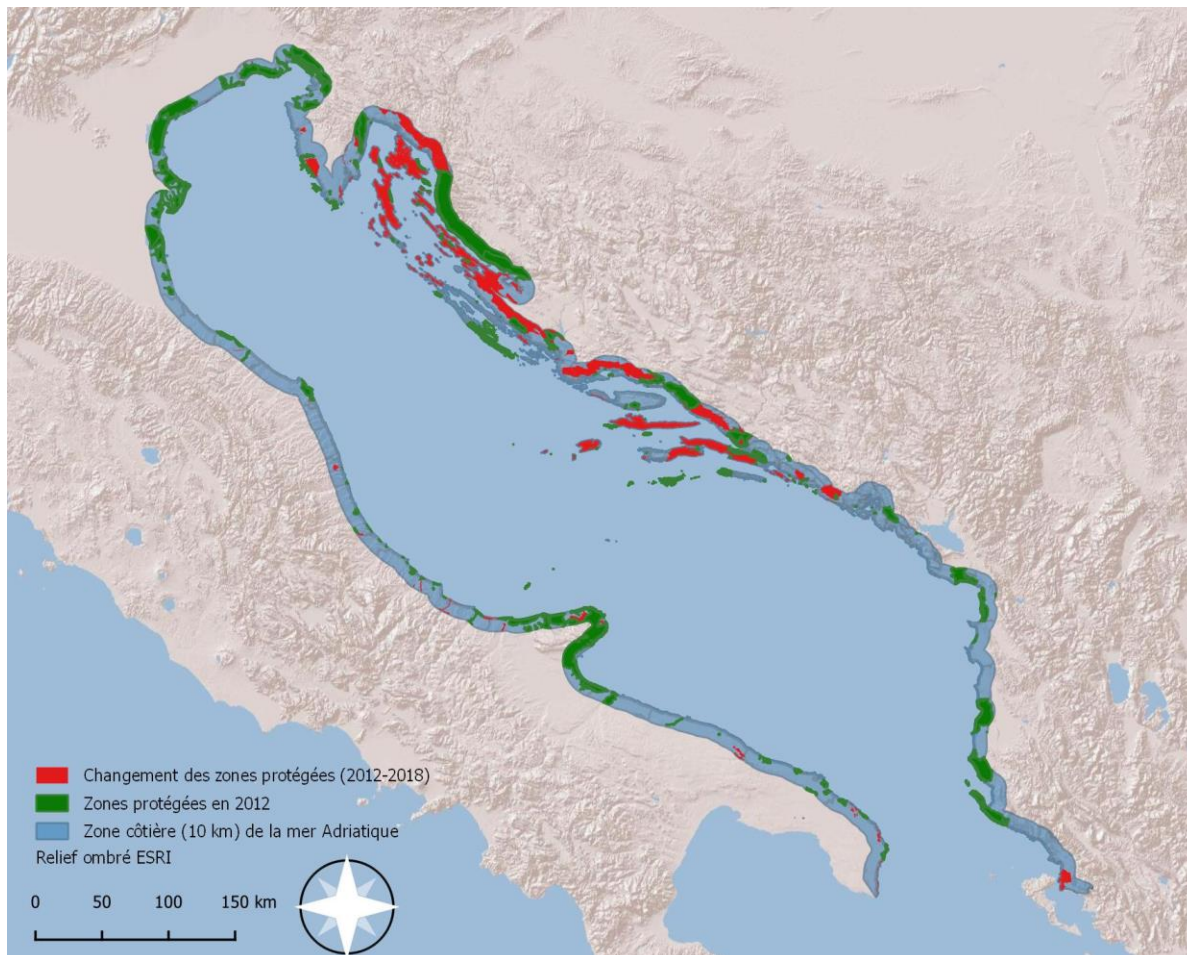 Changement des zones protégées (2012-2018)
Zones protégées en 2012
Zone côtière (10 km) de la mer Adriatique
Relief ombré ESRI
0 50 100 150 km